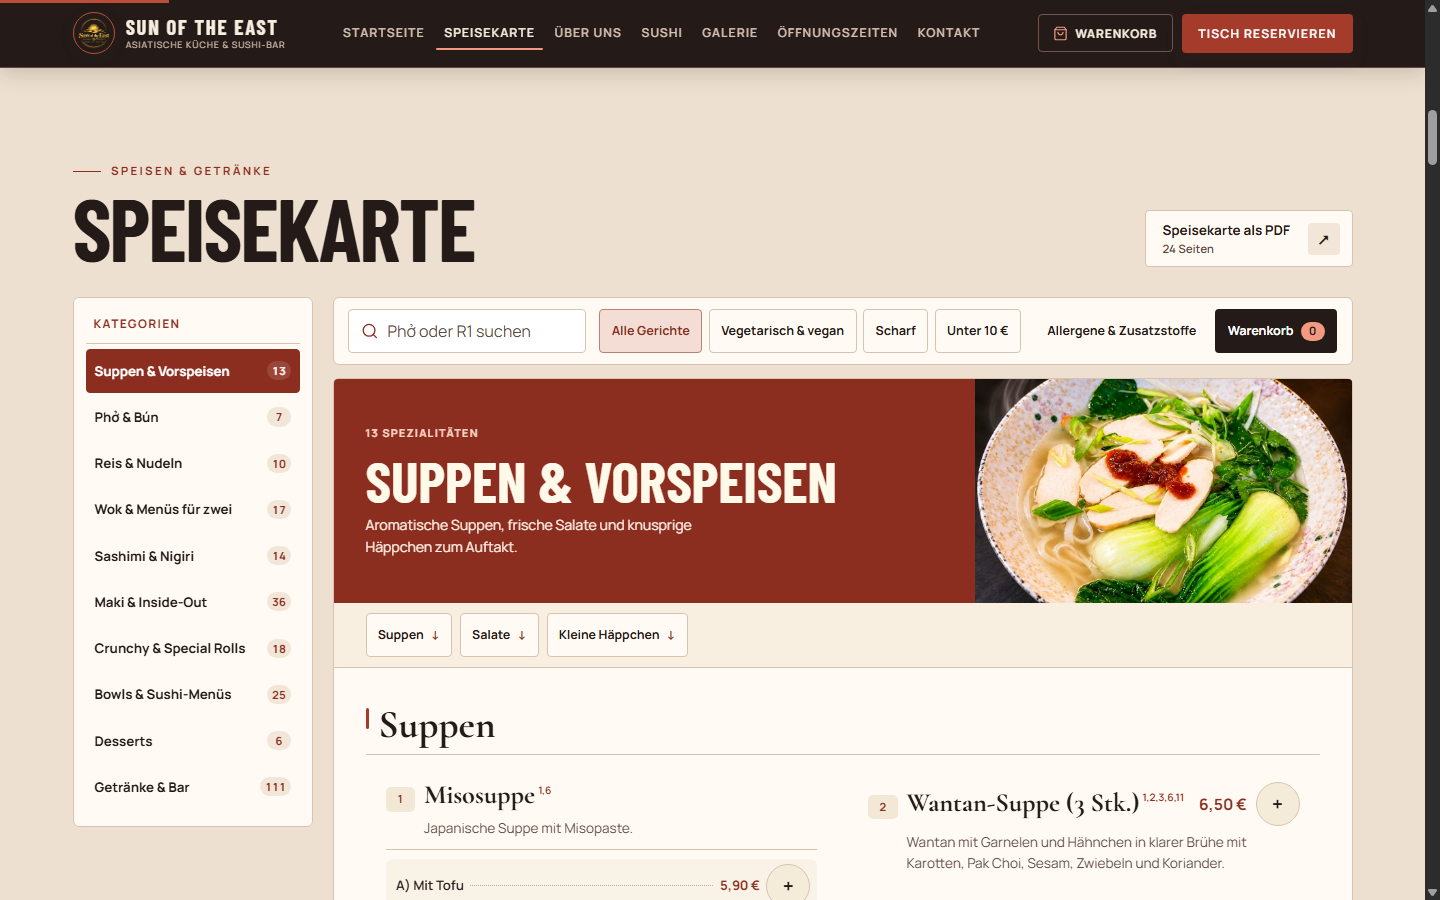 SUN OF THE EAST
ASIATISCHE KÜCHE & SUSHI-BAR
STARTSEITE
SPEISEKARTE
ÜBER UNS
SUSHI
GALERIE
ÖFFNUNGSZEITEN
KONTAKT
WARENKORB
TISCH RESERVIEREN
SPEISEN & GETRÄNKE
SPEISEKARTE
Speisekarte als PDF
24 Seiten
↗
KATEGORIEN
Suppen & Vorspeisen 13
Phở & Bún 7
Reis & Nudeln 10
Wok & Menüs für zwei 17
Sashimi & Nigiri 14
Maki & Inside-Out 36
Crunchy & Special Rolls 18
Bowls & Sushi-Menüs 25
Desserts 6
Getränke & Bar 111
Phở oder R1 suchen
Alle Gerichte
Vegetarisch & vegan
Scharf
Unter 10 €
Allergene & Zusatzstoffe
Warenkorb 0
13 SPEZIALITÄTEN
SUPPEN & VORSPEISEN
Aromatische Suppen, frische Salate und knusprige
Häppchen zum Auftakt.
Suppen ↓
Salate ↓
Kleine Häppchen ↓
Suppen
1 Misosuppe 1,6
Japanische Suppe mit Misopaste.
A) Mit Tofu 5,90 € +
2 Wantan-Suppe (3 Stk.) 1,2,3,6,11 6,50 € +
Wantan mit Garnelen und Hähnchen in klarer Brühe mit
Karotten, Pak Choi, Sesam, Zwiebeln und Koriander.